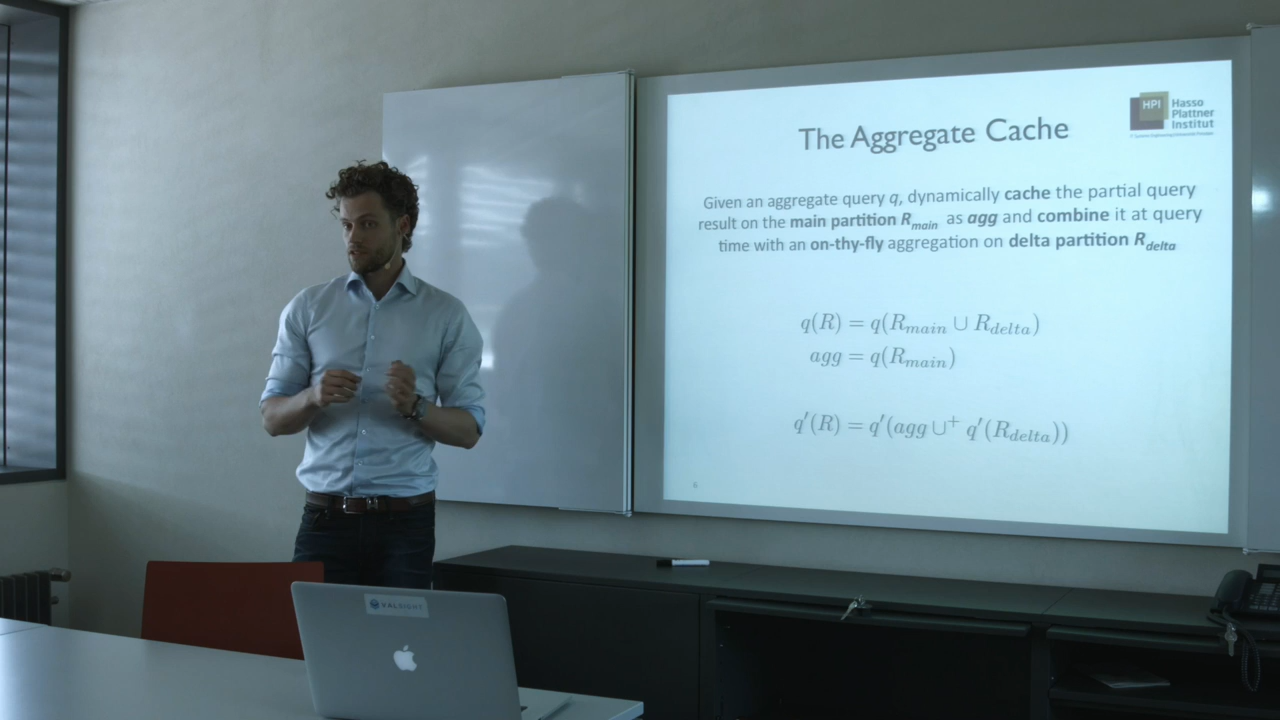 The Aggregate Cache
HPI Hasso
Plattner
Institut
Given an aggregate query q, dynamically cache the partial query
result on the main partition R_main as agg and combine it at query
time with an on-thy-fly aggregation on delta partition R_delta
q(R) = q(R_main ∪ R_delta)
agg = q(R_main)
q′(R) = q′(agg ∪⁺ q′(R_delta))
6
VALSIGHT